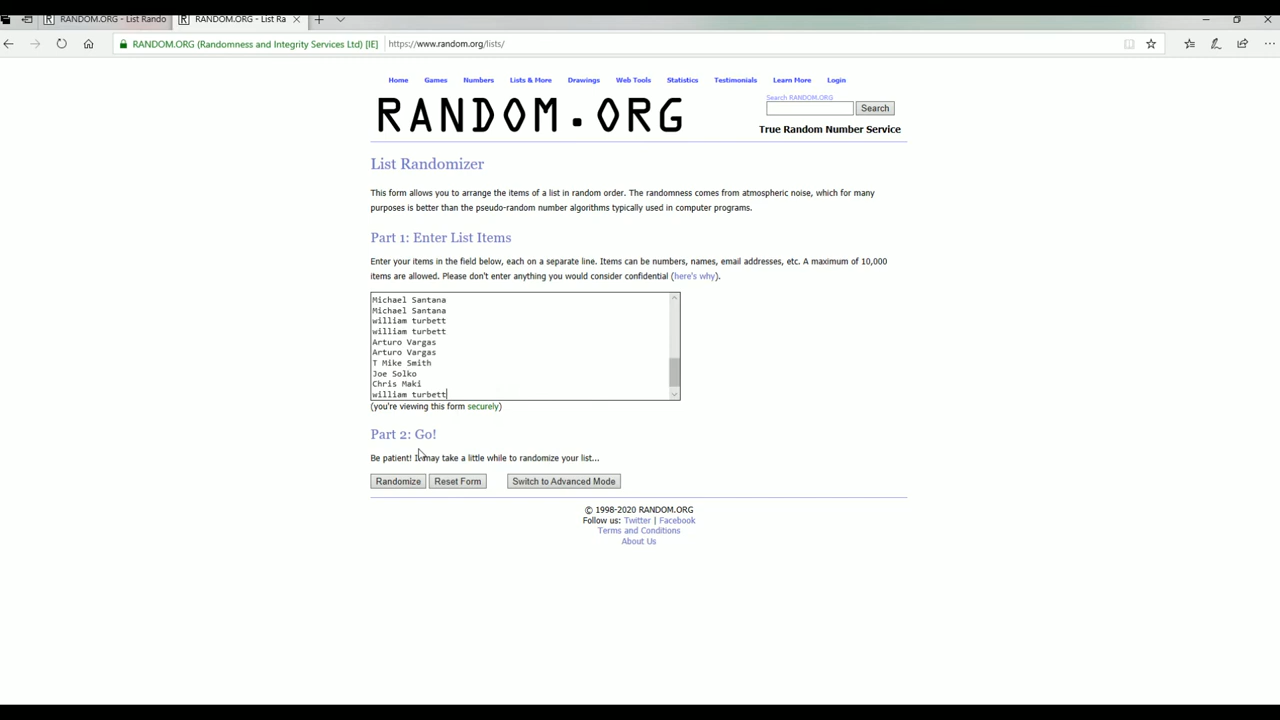 RANDOM.ORG - List Rando
RANDOM.ORG - List Ra
RANDOM.ORG (Randomness and Integrity Services Ltd) [IE]
https://www.random.org/lists/
Home Games Numbers Lists & More Drawings Web Tools Statistics Testimonials Learn More Login
RANDOM.ORG
Search RANDOM.ORG
Search
True Random Number Service
List Randomizer
This form allows you to arrange the items of a list in random order. The randomness comes from atmospheric noise, which for many
purposes is better than the pseudo-random number algorithms typically used in computer programs.
Part 1: Enter List Items
Enter your items in the field below, each on a separate line. Items can be numbers, names, email addresses, etc. A maximum of 10,000
items are allowed. Please don't enter anything you would consider confidential (here's why).
Michael Santana
Michael Santana
william turbett
william turbett
Arturo Vargas
Arturo Vargas
T Mike Smith
Joe Solko
Chris Maki
william turbett
(you're viewing this form securely)
Part 2: Go!
Be patient! It may take a little while to randomize your list...
Randomize Reset Form Switch to Advanced Mode
© 1998-2020 RANDOM.ORG
Follow us: Twitter | Facebook
Terms and Conditions
About Us